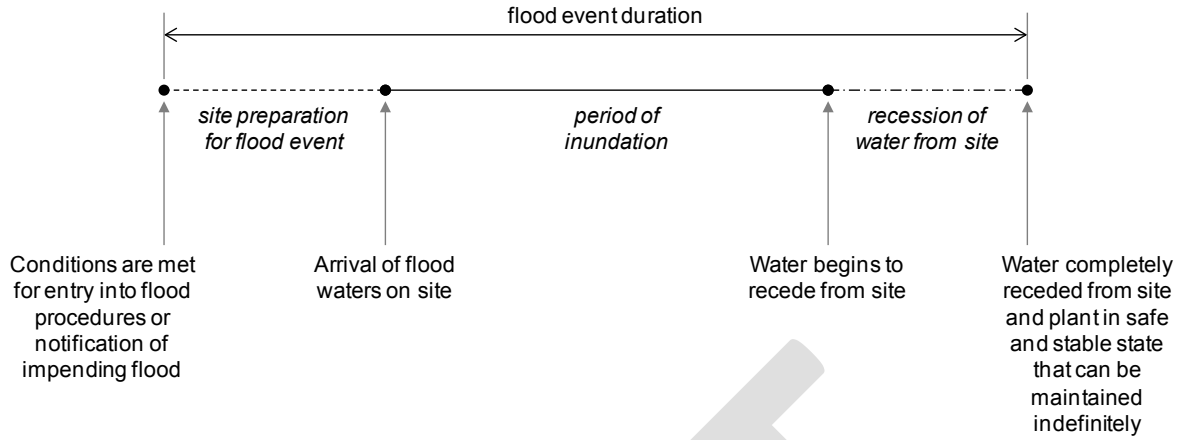 flood event duration
site preparation
for flood event
period of
inundation
recession of
water from site
Conditions are met
for entry into flood
procedures or
notification of
impending flood
Arrival of flood
waters on site
Water begins to
recede from site
Water completely
receded from site
and plant in safe
and stable state
that can be
maintained
indefinitely